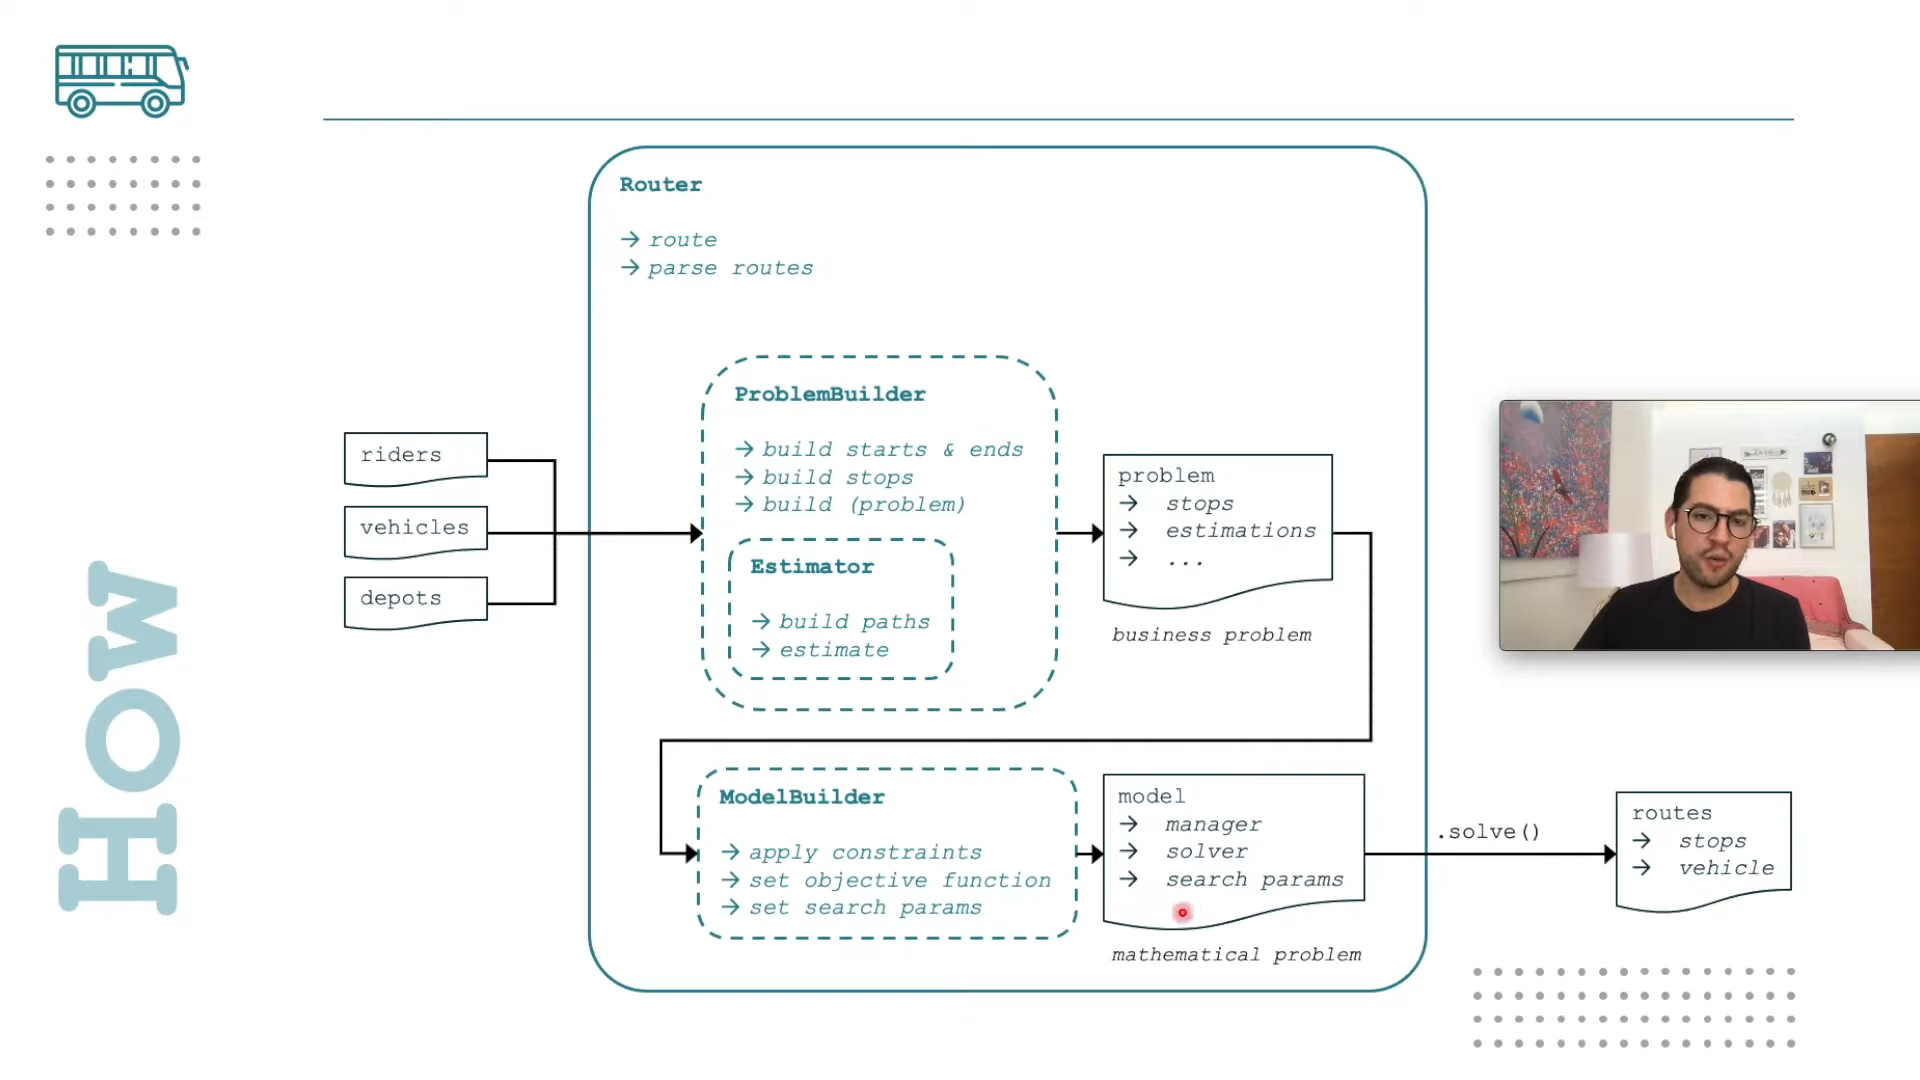 HOW
Router
→ route
→ parse routes
riders
vehicles
depots
ProblemBuilder
→ build starts & ends
→ build stops
→ build (problem)
Estimator
→ build paths
→ estimate
problem
→ stops
→ estimations
→ ...
business problem
ModelBuilder
→ apply constraints
→ set objective function
→ set search params
model
→ manager
→ solver
→ search params
mathematical problem
.solve()
routes
→ stops
→ vehicle